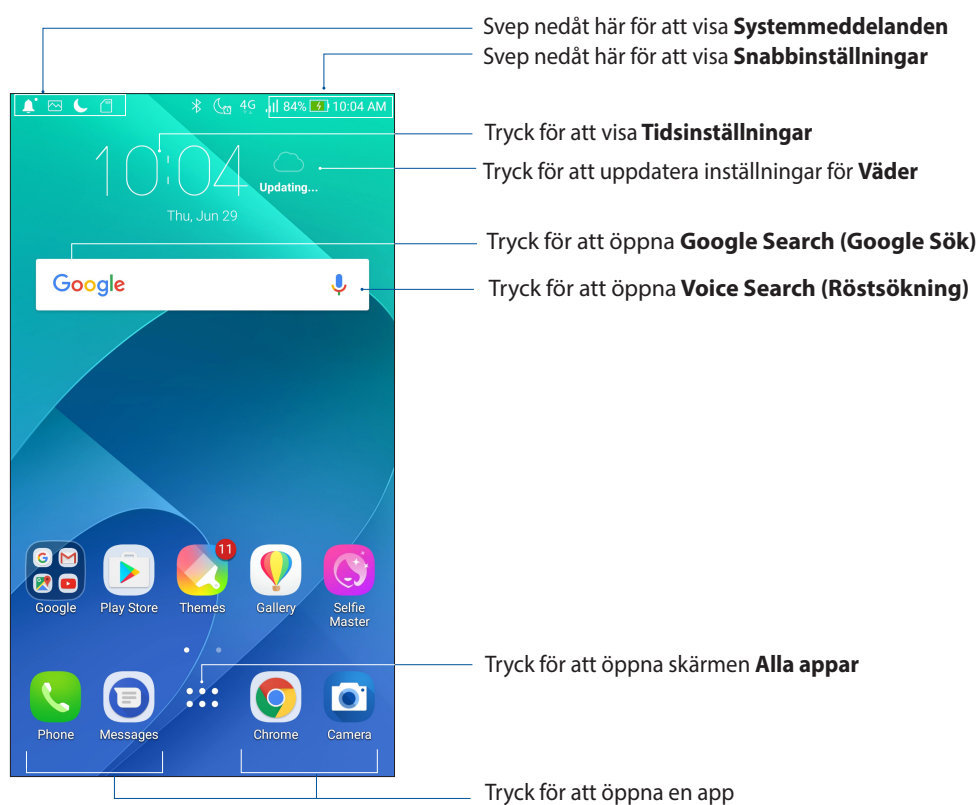 Svep nedåt här för att visa Systemmeddelanden
Svep nedåt här för att visa Snabbinställningar
4G 84% 10:04 AM
Tryck för att visa Tidsinställningar
10:04
Updating...
Tryck för att uppdatera inställningar för Väder
Thu, Jun 29
Tryck för att öppna Google Search (Google Sök)
Google
Tryck för att öppna Voice Search (Röstsökning)
11
Google Play Store Themes Gallery Selfie
Master
Tryck för att öppna skärmen Alla appar
Phone Messages Chrome Camera
Tryck för att öppna en app